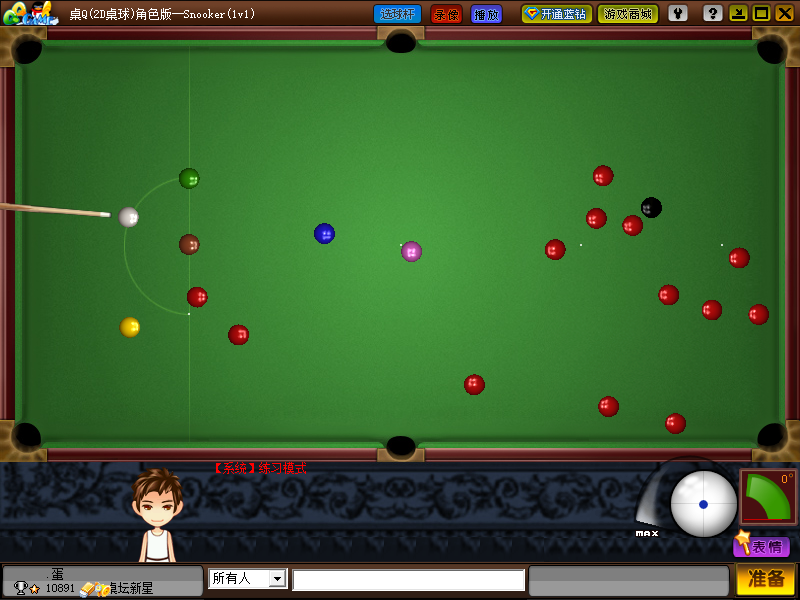 桌Q(2D桌球)角色版—Snooker(1v1)
选球杆
录像
播放
开通蓝钻
游戏商城
?
【系统】练习模式
MAX
0°
表情
.蛋
10891
桌坛新星
所有人
准备